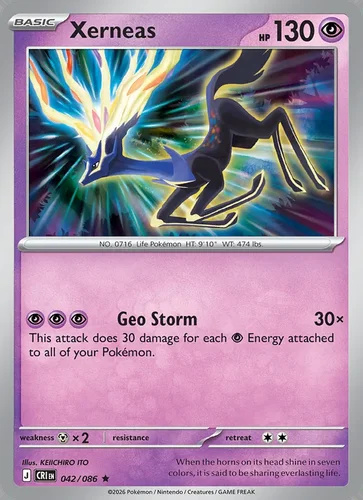 BASIC
Xerneas
HP 130
NO. 0716 Life Pokémon HT: 9'10" WT: 474 lbs.
Geo Storm 30×
This attack does 30 damage for each Energy attached
to all of your Pokémon.
weakness ×2 resistance retreat
Illus. KEIICHIRO ITO
When the horns on its head shine in seven
J CRI EN 042/086 ★
colors, it is said to be sharing everlasting life.
©2026 Pokémon / Nintendo / Creatures / GAME FREAK